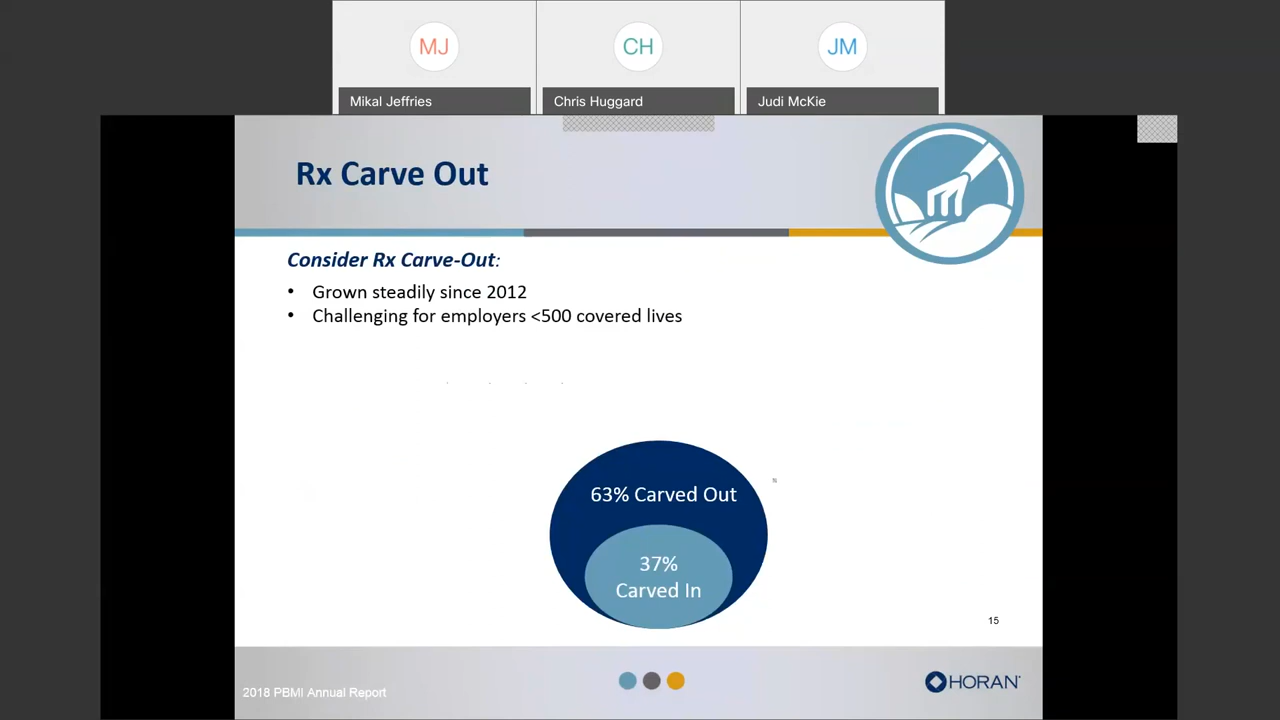 MJ
CH
JM
Mikal Jeffries
Chris Huggard
Judi McKie
Rx Carve Out
Consider Rx Carve-Out:
• Grown steadily since 2012
• Challenging for employers <500 covered lives
63% Carved Out
37%
Carved In
15
2018 PBMI Annual Report
HORAN